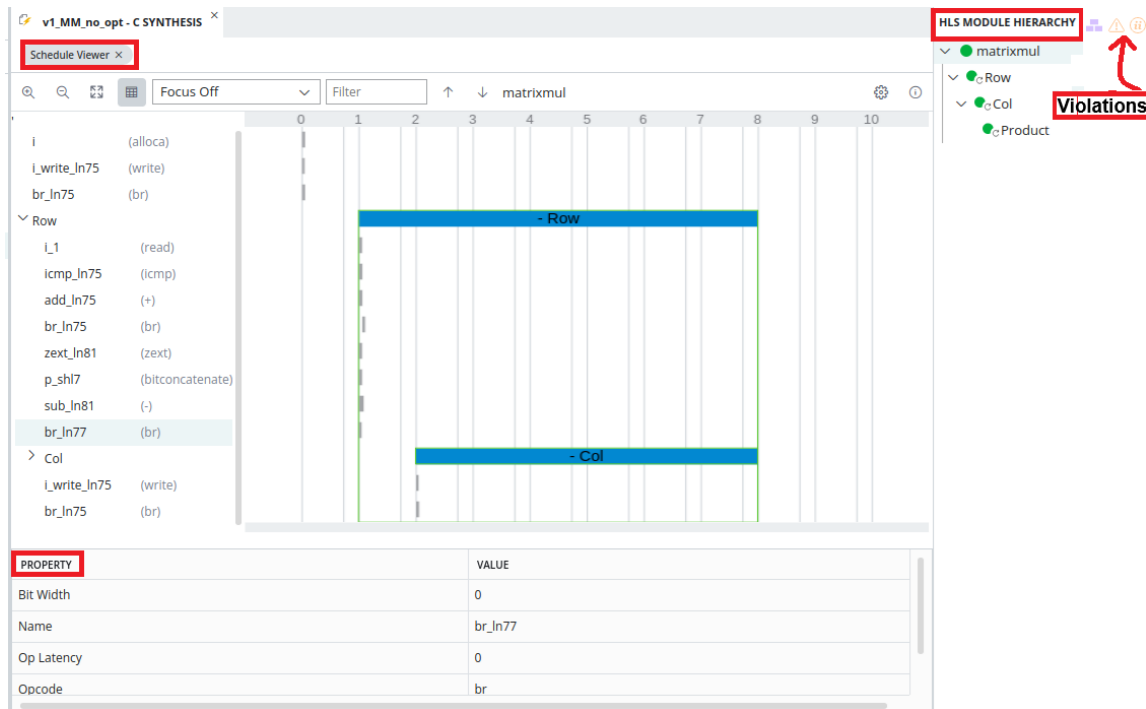 v1_MM_no_opt - C SYNTHESIS ×
Schedule Viewer ×
Focus Off Filter matrixmul
0 1 2 3 4 5 6 7 8 9 10
i (alloca)
i_write_ln75 (write)
br_ln75 (br)
Row - Row
i_1 (read)
icmp_ln75 (icmp)
add_ln75 (+)
br_ln75 (br)
zext_ln81 (zext)
p_shl7 (bitconcatenate)
sub_ln81 (-)
br_ln77 (br)
Col - Col
i_write_ln75 (write)
br_ln75 (br)
PROPERTY VALUE
Bit Width 0
Name br_ln77
Op Latency 0
Opcode br
HLS MODULE HIERARCHY
matrixmul
Row
Col
Product
Violations